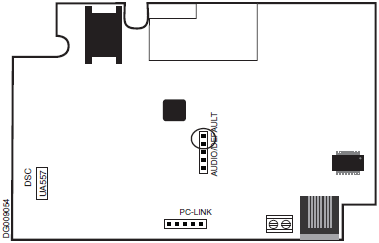 AUDIO/DEFAULT
DSC
UA557
PC-LINK
DG009054